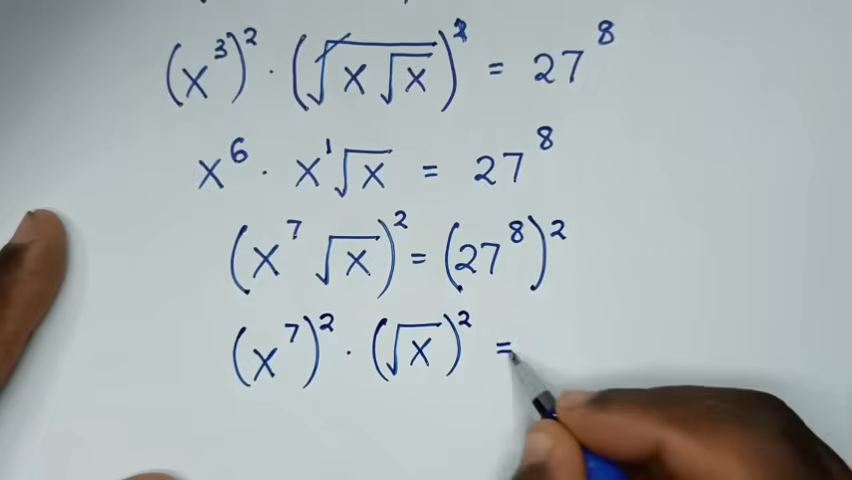 (x³)² · (√(x√x))² = 27⁸
x⁶ · x¹√x = 27⁸
(x⁷ √x)² = (27⁸)²
(x⁷)² · (√x)² =